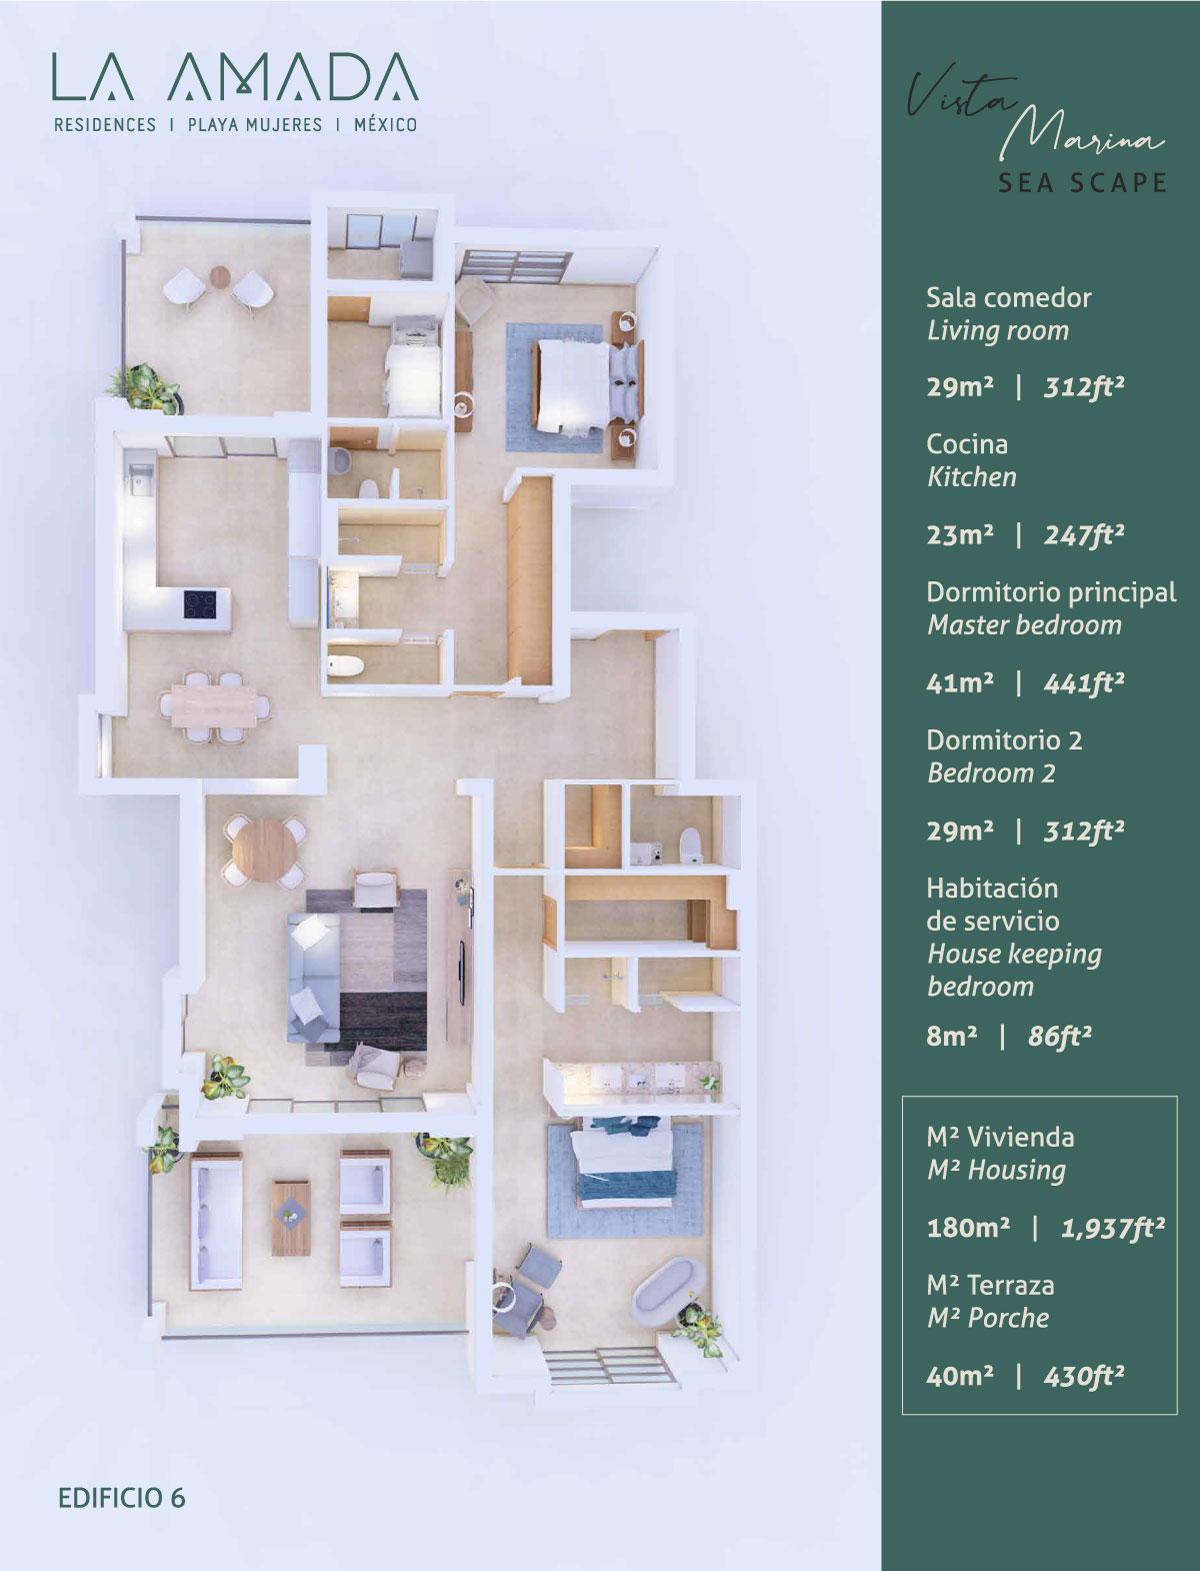 LA AMADA
RESIDENCES | PLAYA MUJERES | MÉXICO
Vista
Marina
SEA SCAPE
Sala comedor
Living room
29m² | 312ft²
Cocina
Kitchen
23m² | 247ft²
Dormitorio principal
Master bedroom
41m² | 441ft²
Dormitorio 2
Bedroom 2
29m² | 312ft²
Habitación
de servicio
House keeping
bedroom
8m² | 86ft²
M² Vivienda
M² Housing
180m² | 1,937ft²
M² Terraza
M² Porche
40m² | 430ft²
EDIFICIO 6